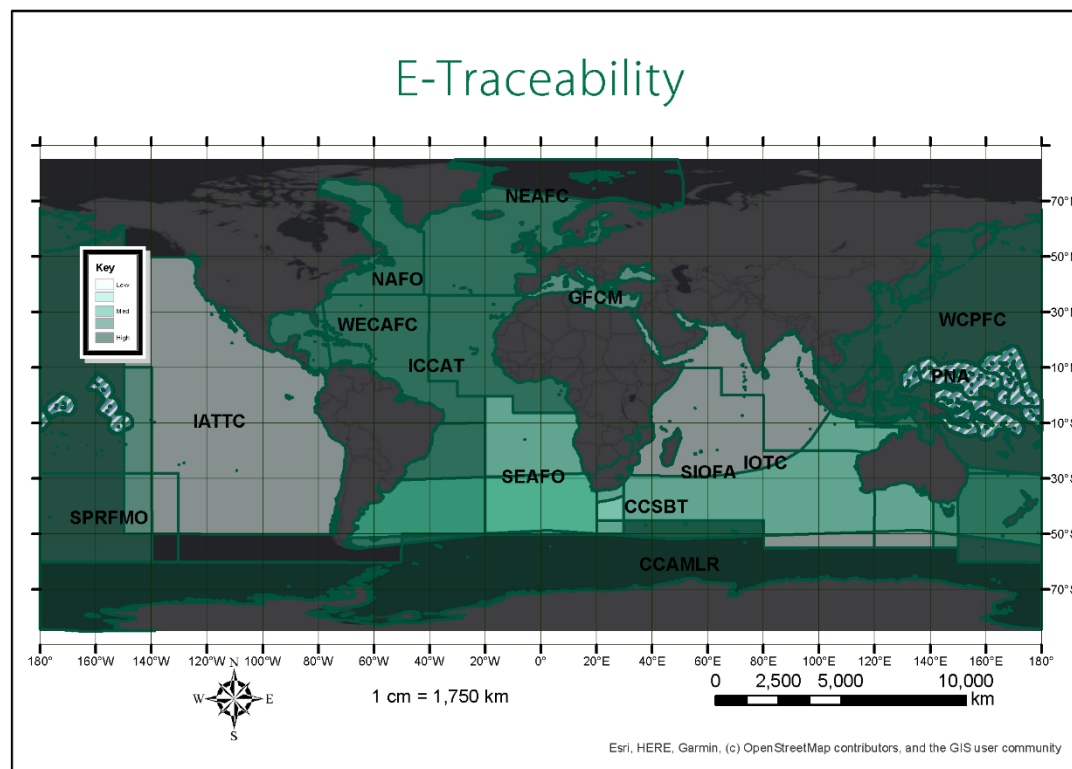 E-Traceability
NEAFC
70°N
50°N
Key
Low
NAFO
GFCM
Med
30°N
WECAFC
WCPFC
High
ICCAT
PNA
10°N
IATTC
10°S
SIOFA
IOTC
SEAFO
30°S
SPRFMO
CCSBT
50°S
CCAMLR
70°S
180° 160°W 140°W 120°W 100°W 80°W 60°W 40°W 20°W 0° 20°E 40°E 60°E 80°E 100°E 120°E 140°E 160°E 180°
N
W E
S
1 cm = 1,750 km
0 2,500 5,000 10,000
km
Esri, HERE, Garmin, (c) OpenStreetMap contributors, and the GIS user community